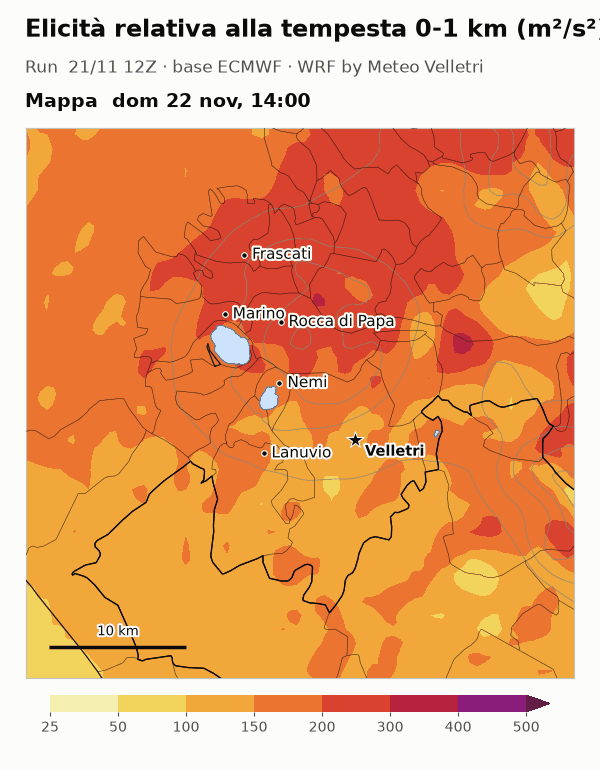 Elicità relativa alla tempesta 0-1 km (m²/s²)
Run  21/11 12Z · base ECMWF · WRF by Meteo Velletri
Mappa  dom 22 nov, 14:00
Frascati
Marino
Rocca di Papa
Nemi
Velletri
Lanuvio
10 km
25 50 100 150 200 300 400 500